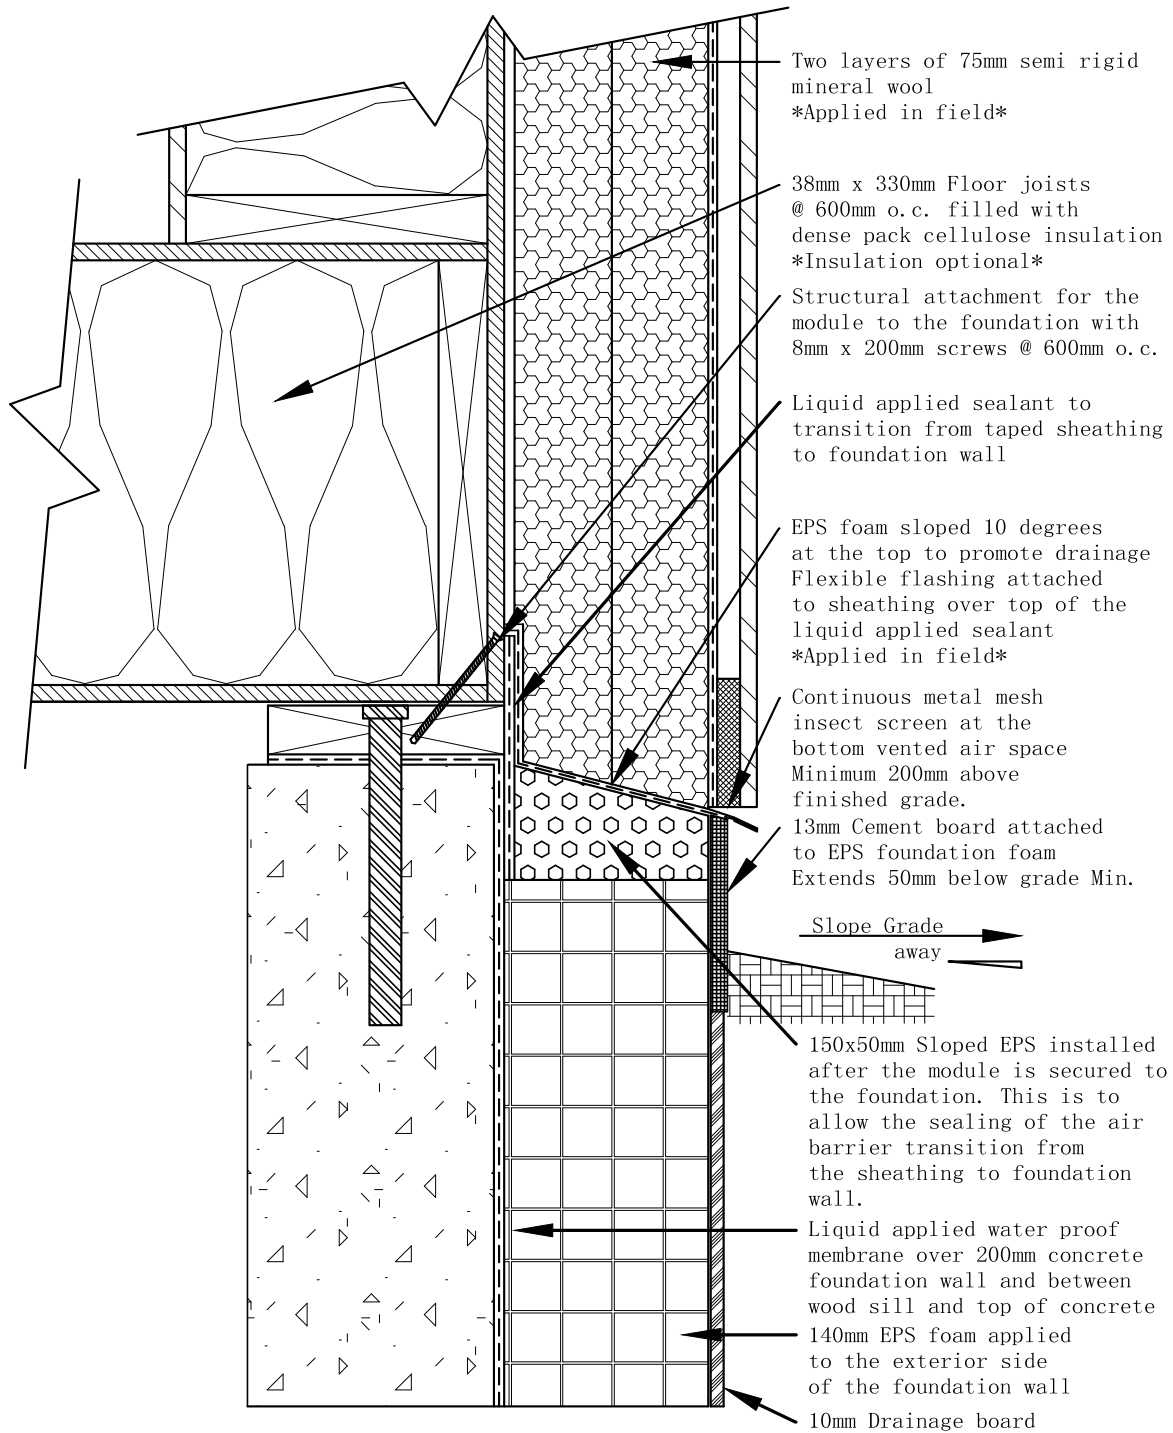 Two layers of 75mm semi rigid
mineral wool
*Applied in field*
38mm x 330mm Floor joists
@ 600mm o.c. filled with
dense pack cellulose insulation
*Insulation optional*
Structural attachment for the
module to the foundation with
8mm x 200mm screws @ 600mm o.c.
Liquid applied sealant to
transition from taped sheathing
to foundation wall
EPS foam sloped 10 degrees
at the top to promote drainage
Flexible flashing attached
to sheathing over top of the
liquid applied sealant
*Applied in field*
Continuous metal mesh
insect screen at the
bottom vented air space
Minimum 200mm above
finished grade.
13mm Cement board attached
to EPS foundation foam
Extends 50mm below grade Min.
Slope Grade
away
150x50mm Sloped EPS installed
after the module is secured to
the foundation. This is to
allow the sealing of the air
barrier transition from
the sheathing to foundation
wall.
Liquid applied water proof
membrane over 200mm concrete
foundation wall and between
wood sill and top of concrete
140mm EPS foam applied
to the exterior side
of the foundation wall
10mm Drainage board